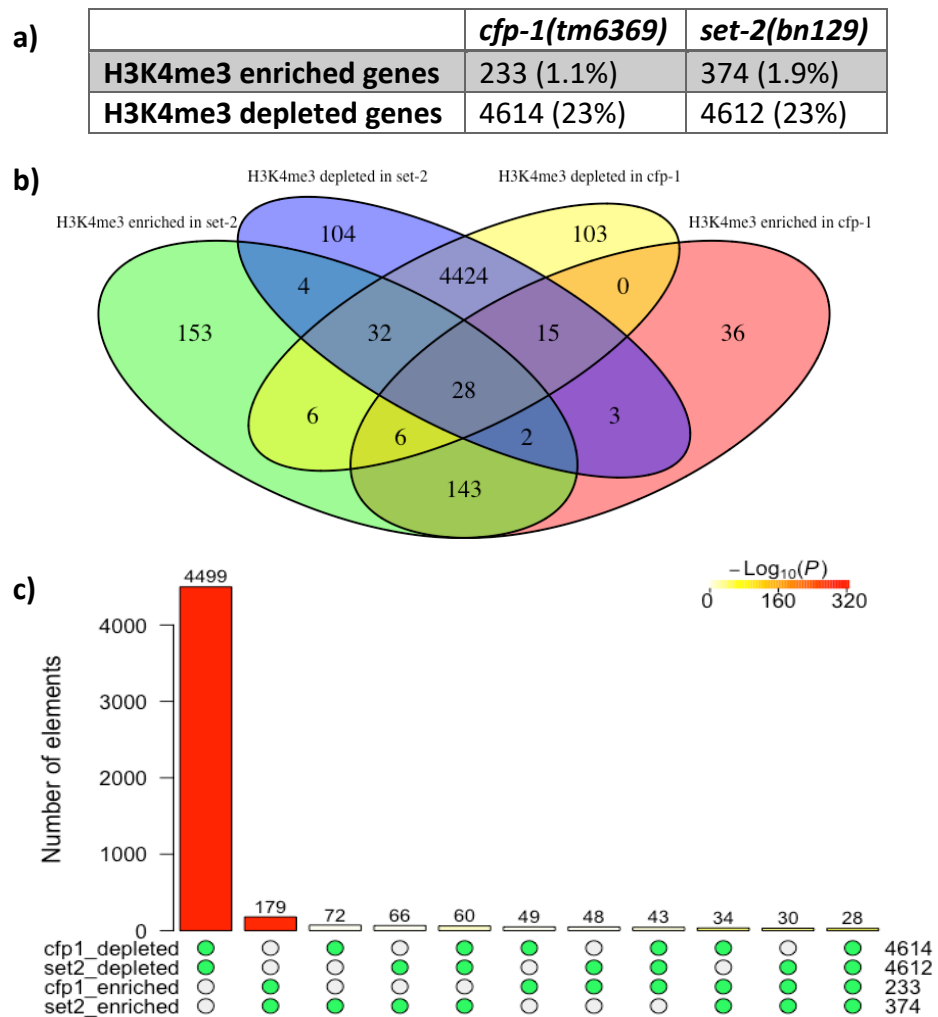 a)
cfp-1(tm6369) set-2(bn129)
H3K4me3 enriched genes 233 (1.1%) 374 (1.9%)
H3K4me3 depleted genes 4614 (23%) 4612 (23%)
b)
H3K4me3 depleted in set-2 H3K4me3 depleted in cfp-1
H3K4me3 enriched in set-2 H3K4me3 enriched in cfp-1
104 103
4 4424 0
153 32 15 36
28
6 6 2 3
143
c)
−Log10(P)
0 160 320
4499
4000
3000
2000
1000
0
Number of elements
179 72 66 60 49 48 43 34 30 28
cfp1_depleted 4614
set2_depleted 4612
cfp1_enriched 233
set2_enriched 374